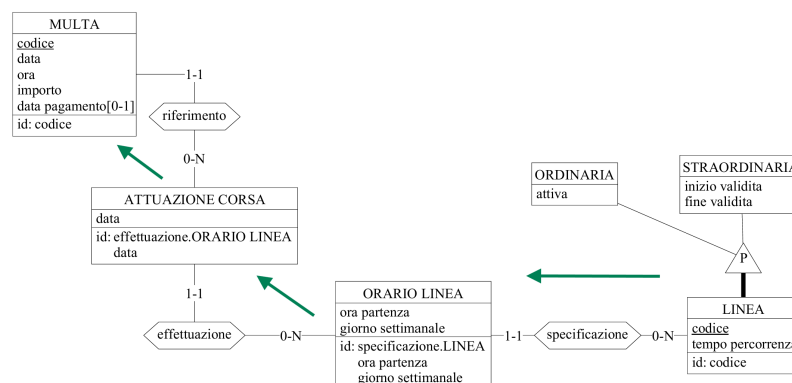 MULTA
codice
data
ora
importo
data pagamento[0-1]
id: codice
1-1
riferimento
0-N
ATTUAZIONE CORSA
data
id: effettuazione.ORARIO LINEA
data
1-1
effettuazione
0-N
ORARIO LINEA
ora partenza
giorno settimanale
id: specificazione.LINEA
ora partenza
giorno settimanale
1-1
specificazione
0-N
ORDINARIA
attiva
STRAORDINARIA
inizio validita
fine validita
P
LINEA
codice
tempo percorrenza
id: codice